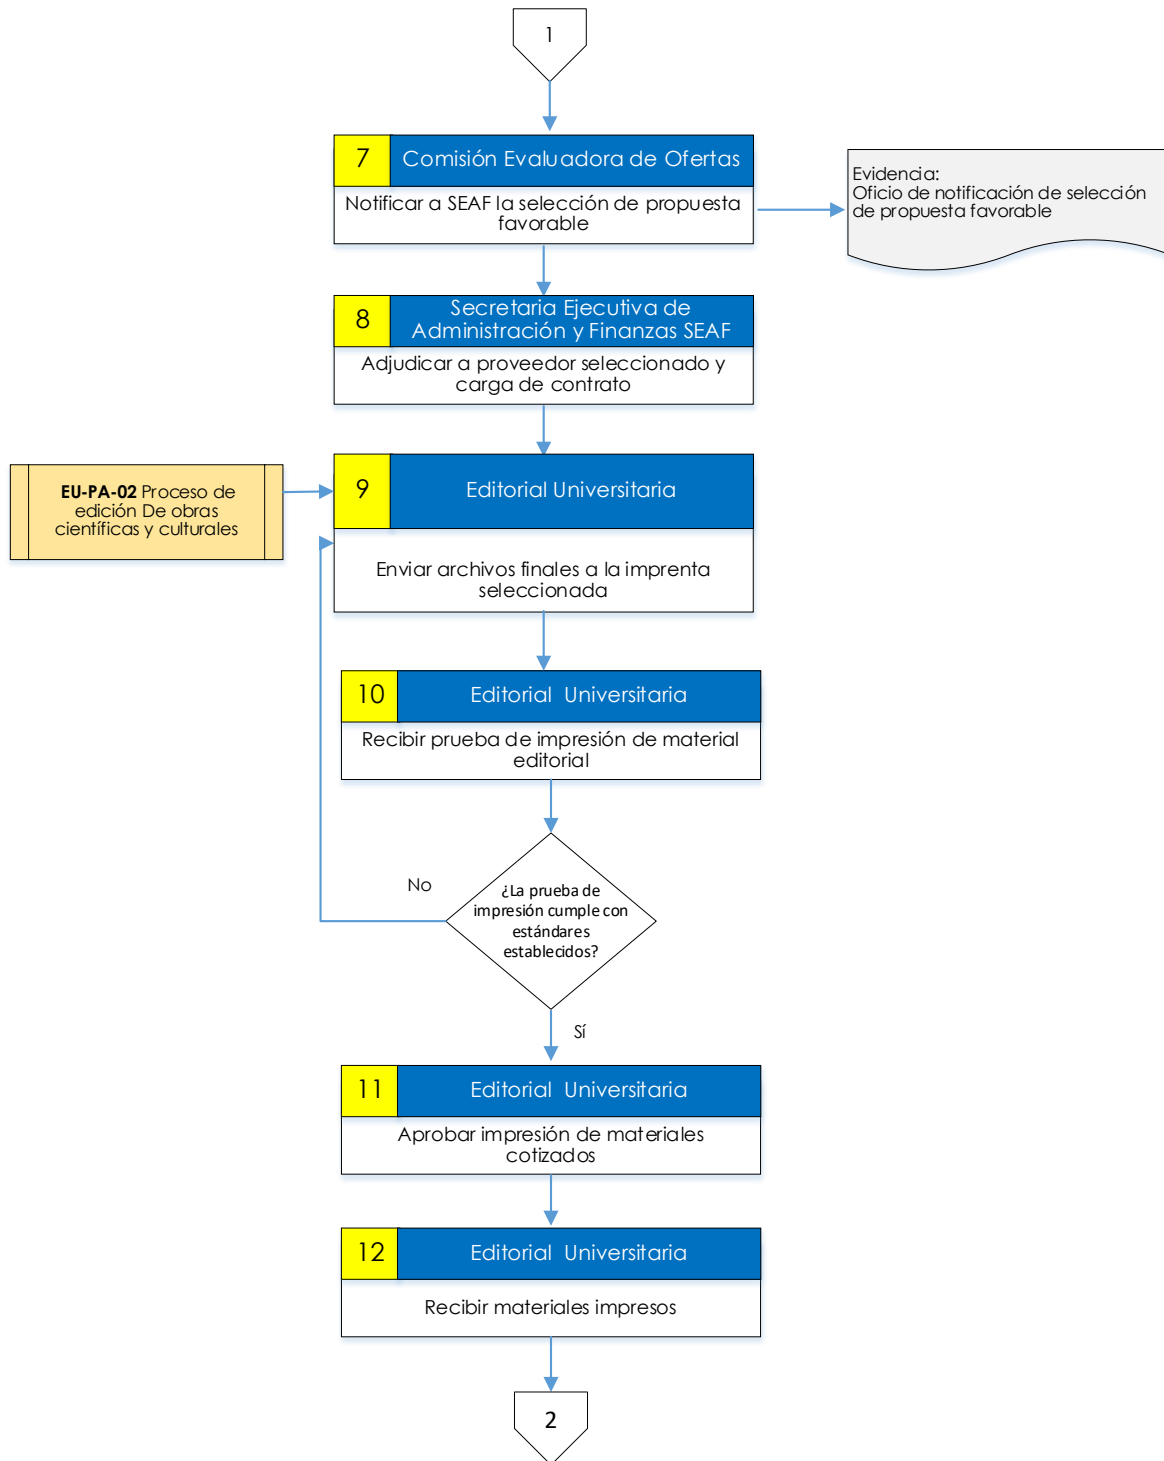 1
7
Comisión Evaluadora de Ofertas
Notificar a SEAF la selección de propuesta
favorable
Evidencia:
Oficio de notificación de selección
de propuesta favorable
8
Secretaria Ejecutiva de
Administración y Finanzas SEAF
Adjudicar a proveedor seleccionado y
carga de contrato
EU-PA-02 Proceso de
edición De obras
científicas y culturales
9
Editorial Universitaria
Enviar archivos finales a la imprenta
seleccionada
10
Editorial Universitaria
Recibir prueba de impresión de material
editorial
No
¿La prueba de
impresión cumple con
estándares
establecidos?
Sí
11
Editorial Universitaria
Aprobar impresión de materiales
cotizados
12
Editorial Universitaria
Recibir materiales impresos
2